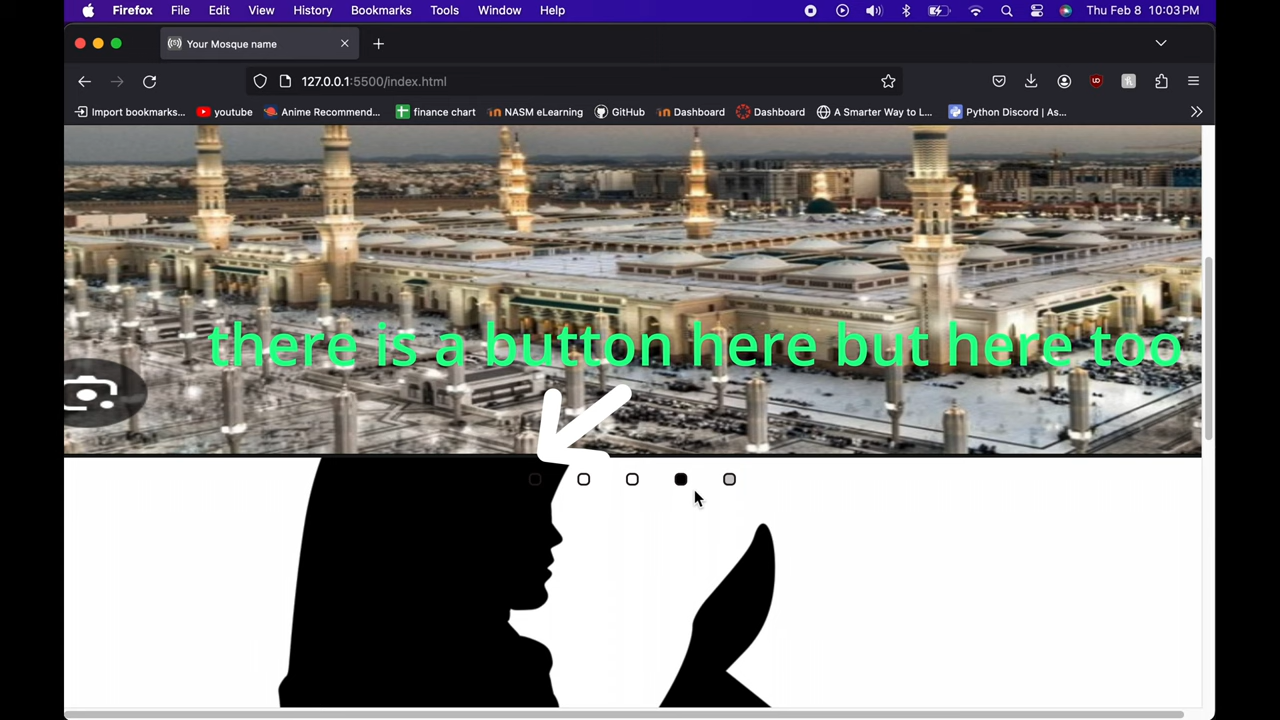 Firefox File Edit View History Bookmarks Tools Window Help Thu Feb 8 10:03 PM
Your Mosque name
127.0.0.1:5500/index.html
Import bookmarks... youtube Anime Recommend... finance chart NASM eLearning GitHub Dashboard Dashboard A Smarter Way to L... Python Discord | As...
there is a button here but here too